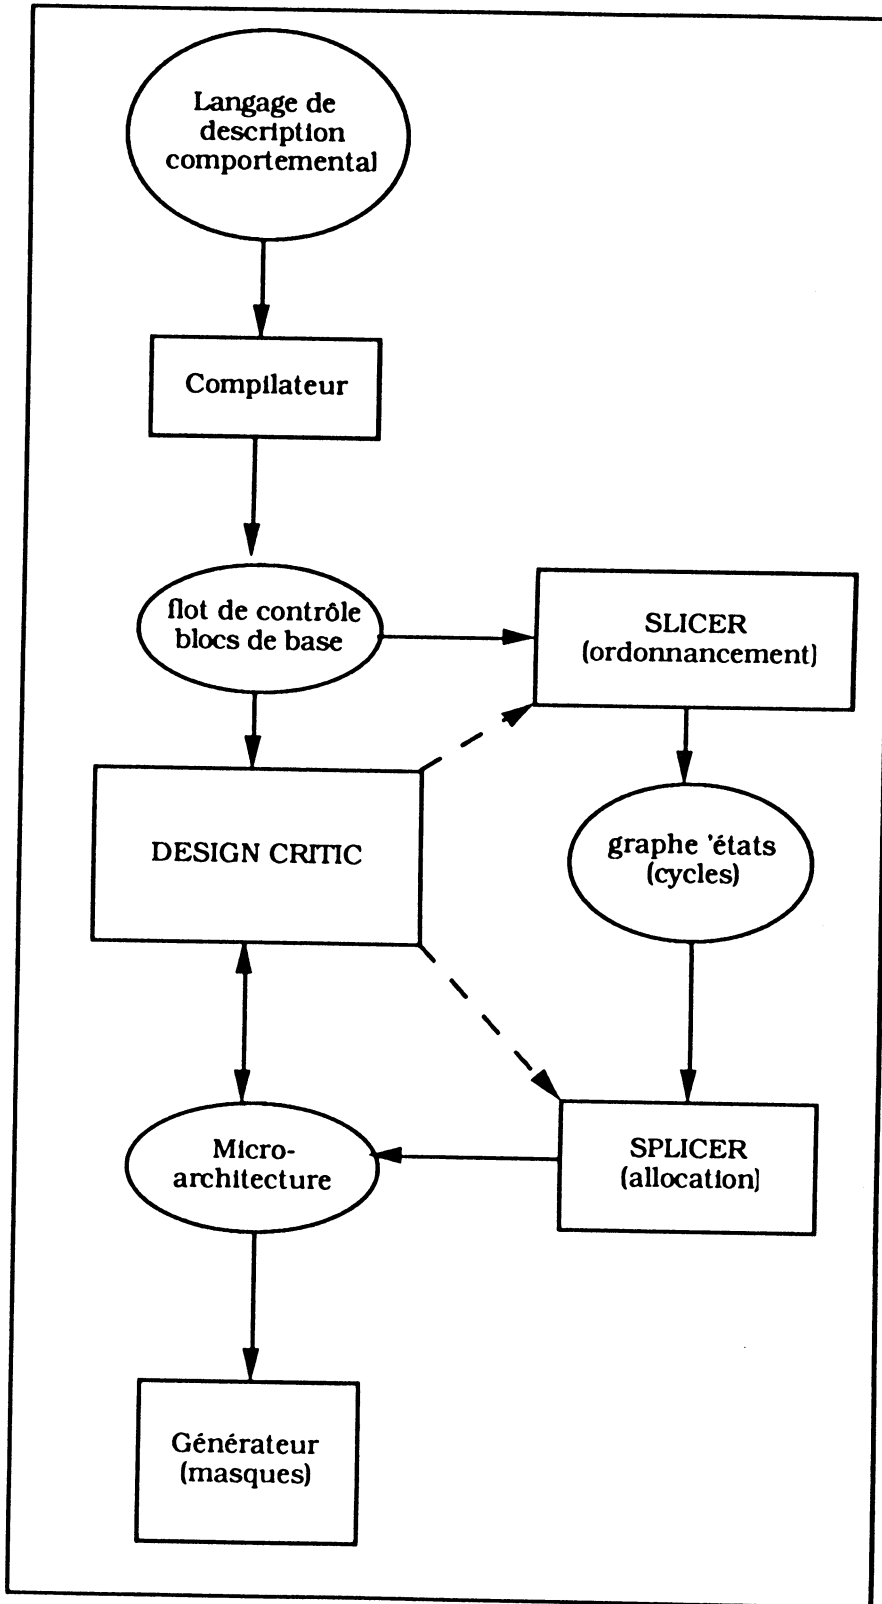 Langage de
description
comportemental
Compilateur
flot de contrôle
blocs de base
SLICER
(ordonnancement)
DESIGN CRITIC
graphe 'états
(cycles)
Micro-
architecture
SPLICER
(allocation)
Générateur
(masques)